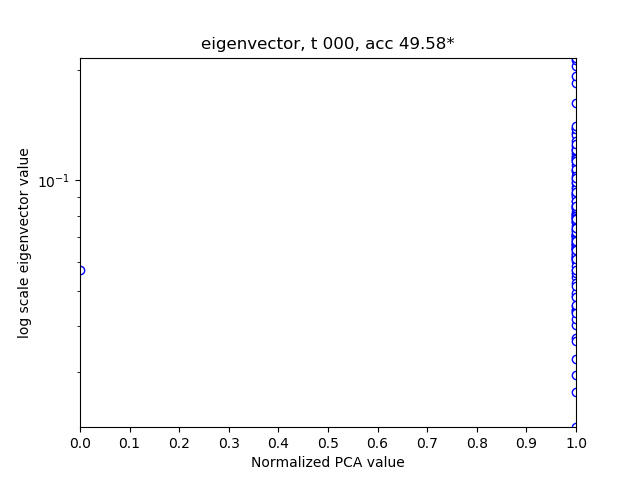 eigenvector, t 000, acc 49.58*
log scale eigenvector value
10⁻¹
0.0 0.1 0.2 0.3 0.4 0.5 0.6 0.7 0.8 0.9 1.0
Normalized PCA value